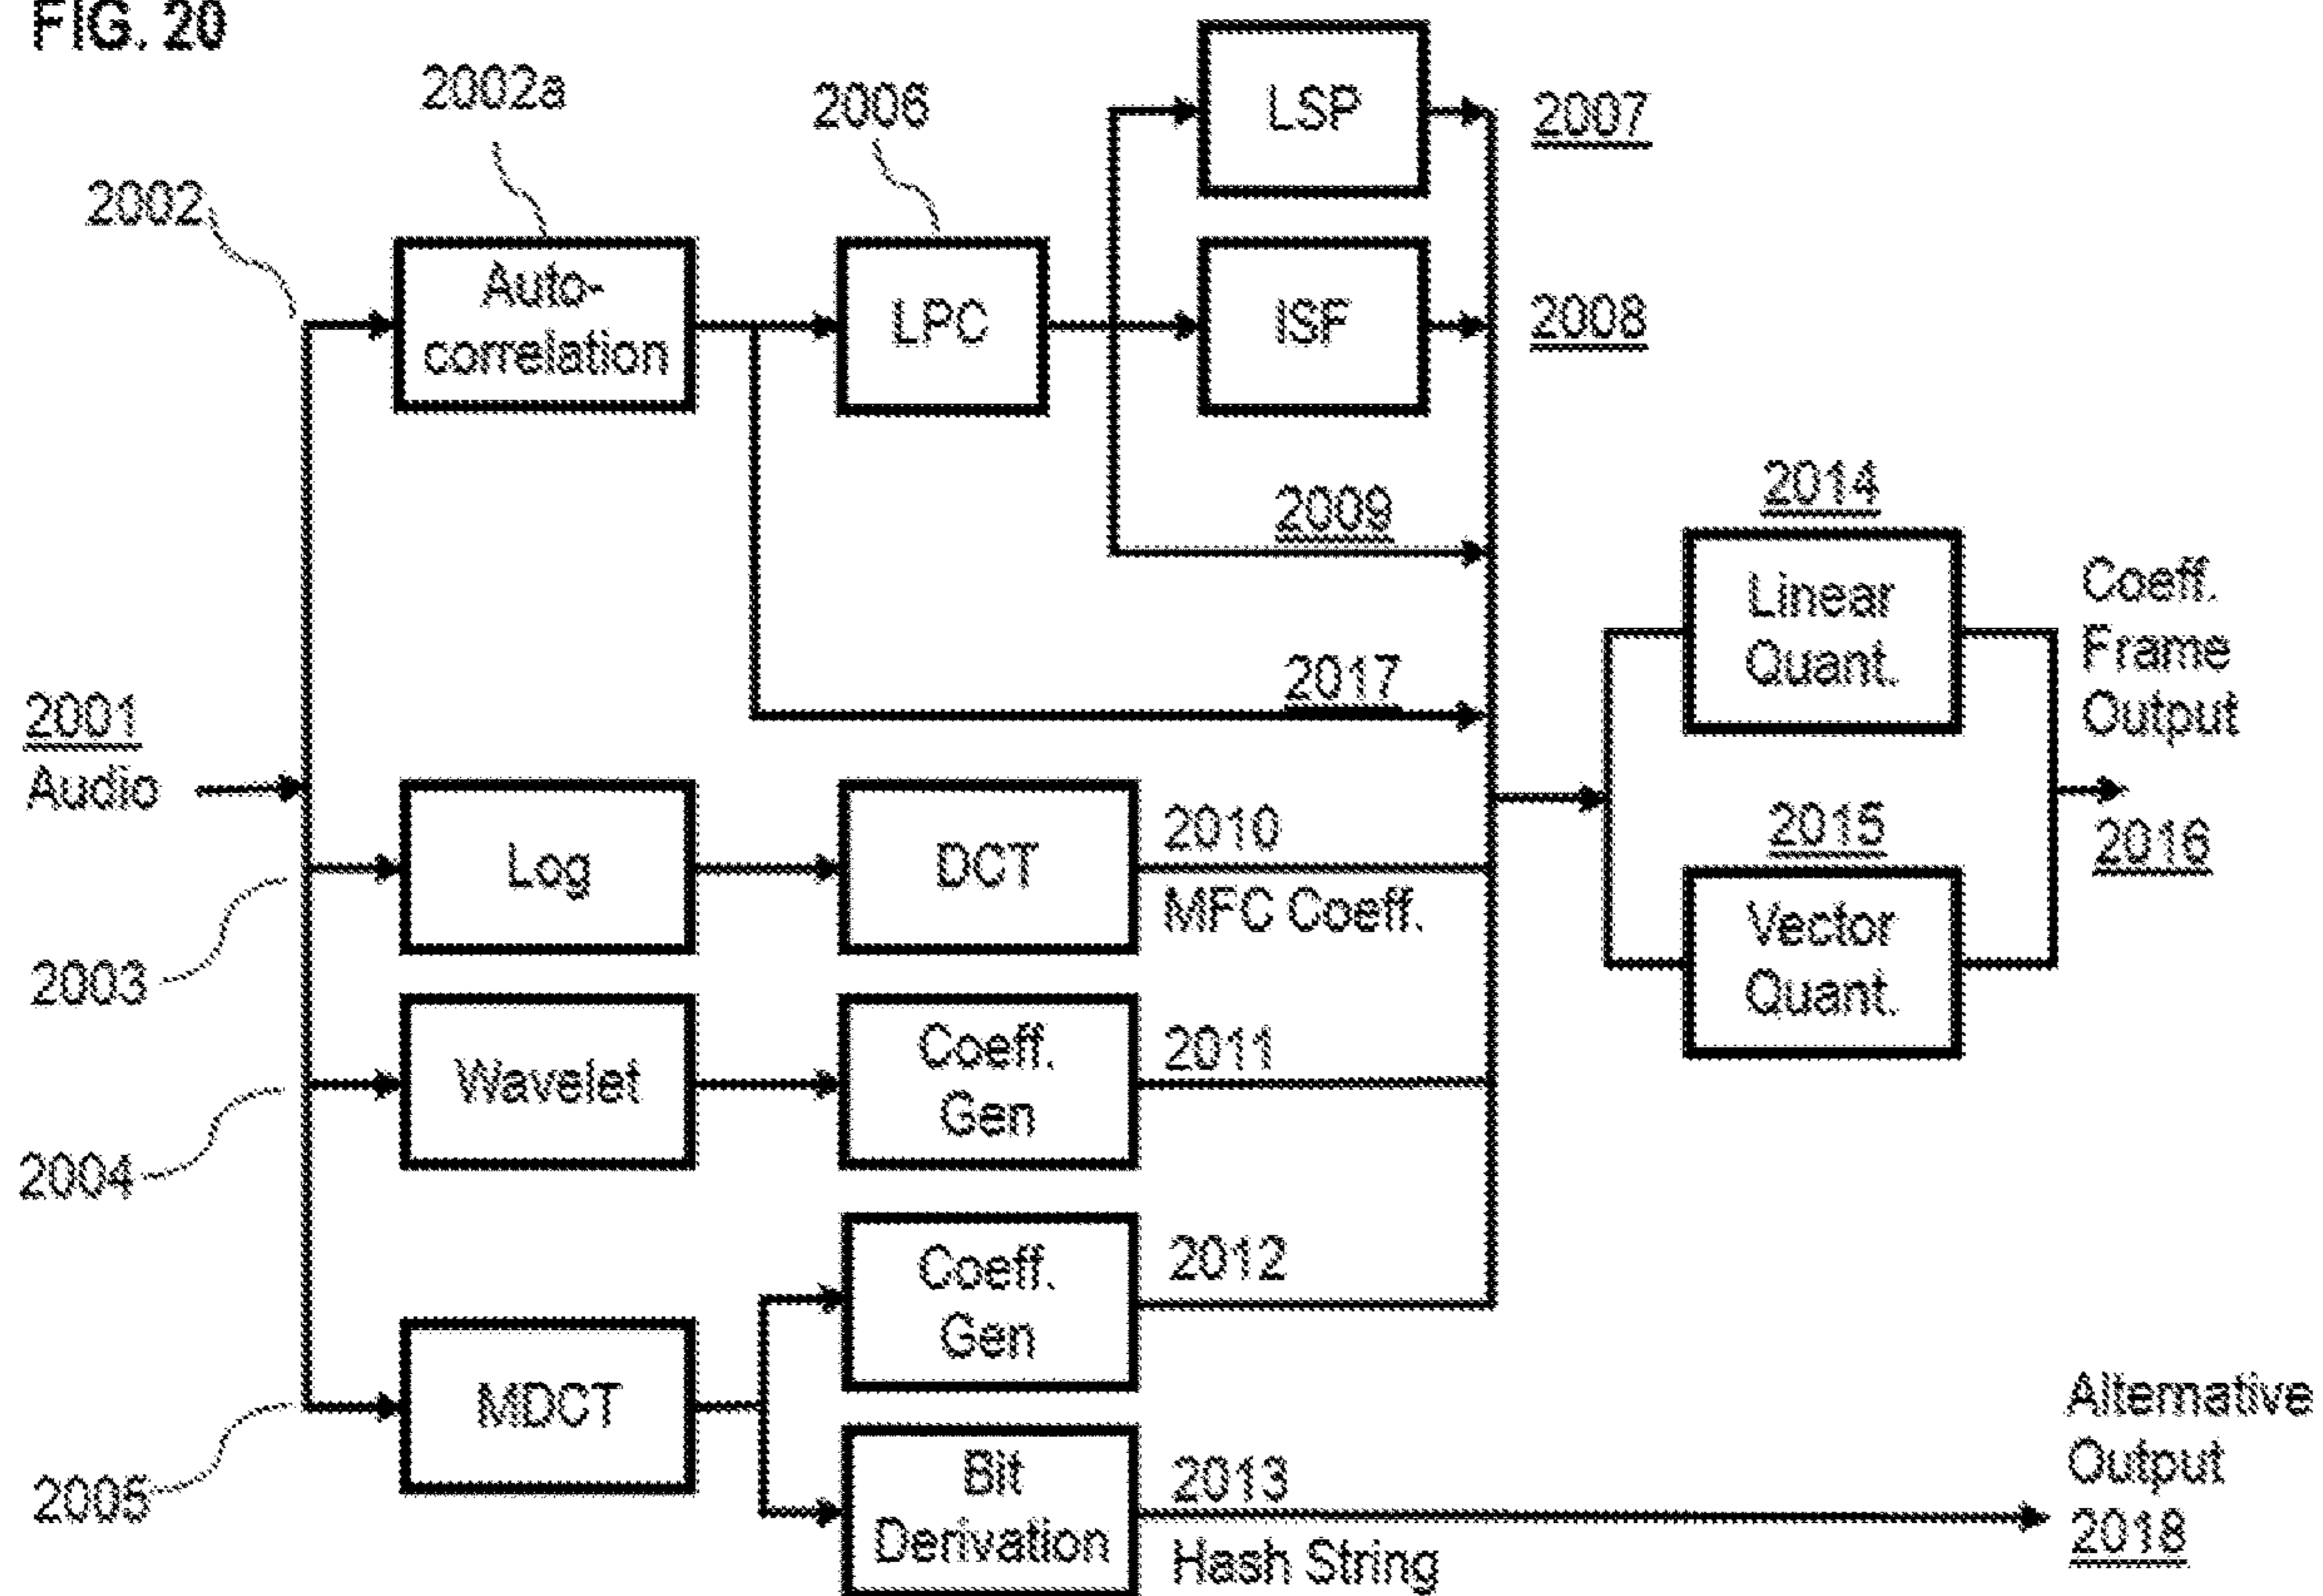 FIG. 20
2002a
2006
LSP
2007
2002
Auto-
correlation
LPC
ISF
2008
2009
2014
Linear
Quant.
Coeff.
Frame
Output
2017
2001
Audio
Log
DCT
2010
MFC Coeff.
2015
Vector
Quant.
2016
2003
Wavelet
Coeff.
Gen
2011
2004
Coeff.
Gen
2012
MDCT
2005
Bit
Derivation
2013
Hash String
Alternative
Output
2018